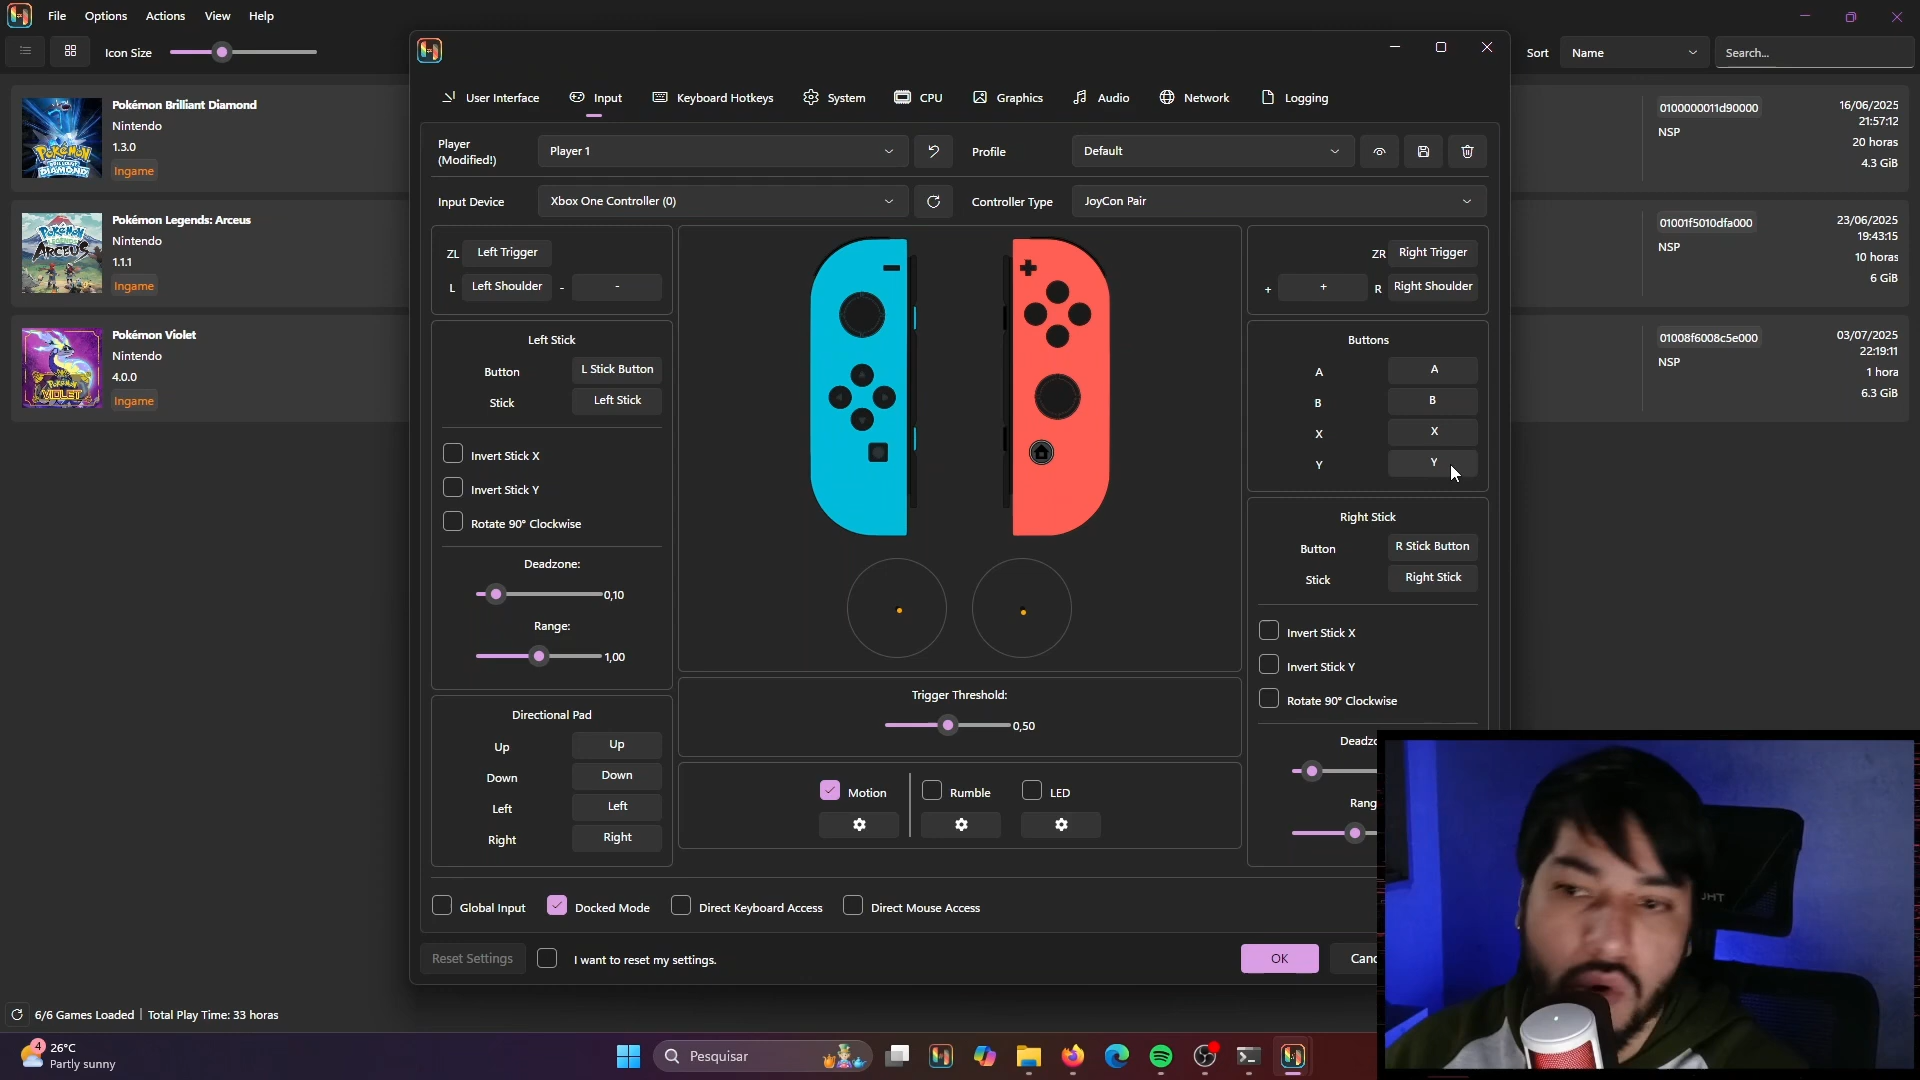 File Options Actions View Help
Icon Size
Sort Name Search...
Pokémon Brilliant Diamond
Nintendo
1.3.0
Ingame
Pokémon Legends: Arceus
Nintendo
1.1.1
Ingame
Pokémon Violet
Nintendo
4.0.0
Ingame
0100000011d90000
NSP
16/06/2025
21:57:12
20 horas
4.3 GiB
01001f5010dfa000
NSP
23/06/2025
19:43:15
10 horas
6 GiB
01008f6008c5e000
NSP
03/07/2025
22:19:11
1 hora
6.3 GiB
User Interface Input Keyboard Hotkeys System CPU Graphics Audio Network Logging
Player
(Modified!)
Player 1
Profile
Default
Input Device
Xbox One Controller (0)
Controller Type
JoyCon Pair
ZL Left Trigger
L Left Shoulder - -
ZR Right Trigger
+ + R Right Shoulder
Left Stick
Button L Stick Button
Stick Left Stick
Invert Stick X
Invert Stick Y
Rotate 90° Clockwise
Deadzone:
0,10
Range:
1,00
Directional Pad
Up Up
Down Down
Left Left
Right Right
Trigger Threshold:
0,50
Motion Rumble LED
Buttons
A A
B B
X X
Y Y
Right Stick
Button R Stick Button
Stick Right Stick
Invert Stick X
Invert Stick Y
Rotate 90° Clockwise
Deadzo
Rang
Global Input Docked Mode Direct Keyboard Access Direct Mouse Access
Reset Settings I want to reset my settings.
OK Canc
6/6 Games Loaded Total Play Time: 33 horas
4
26°C
Partly sunny
Pesquisar